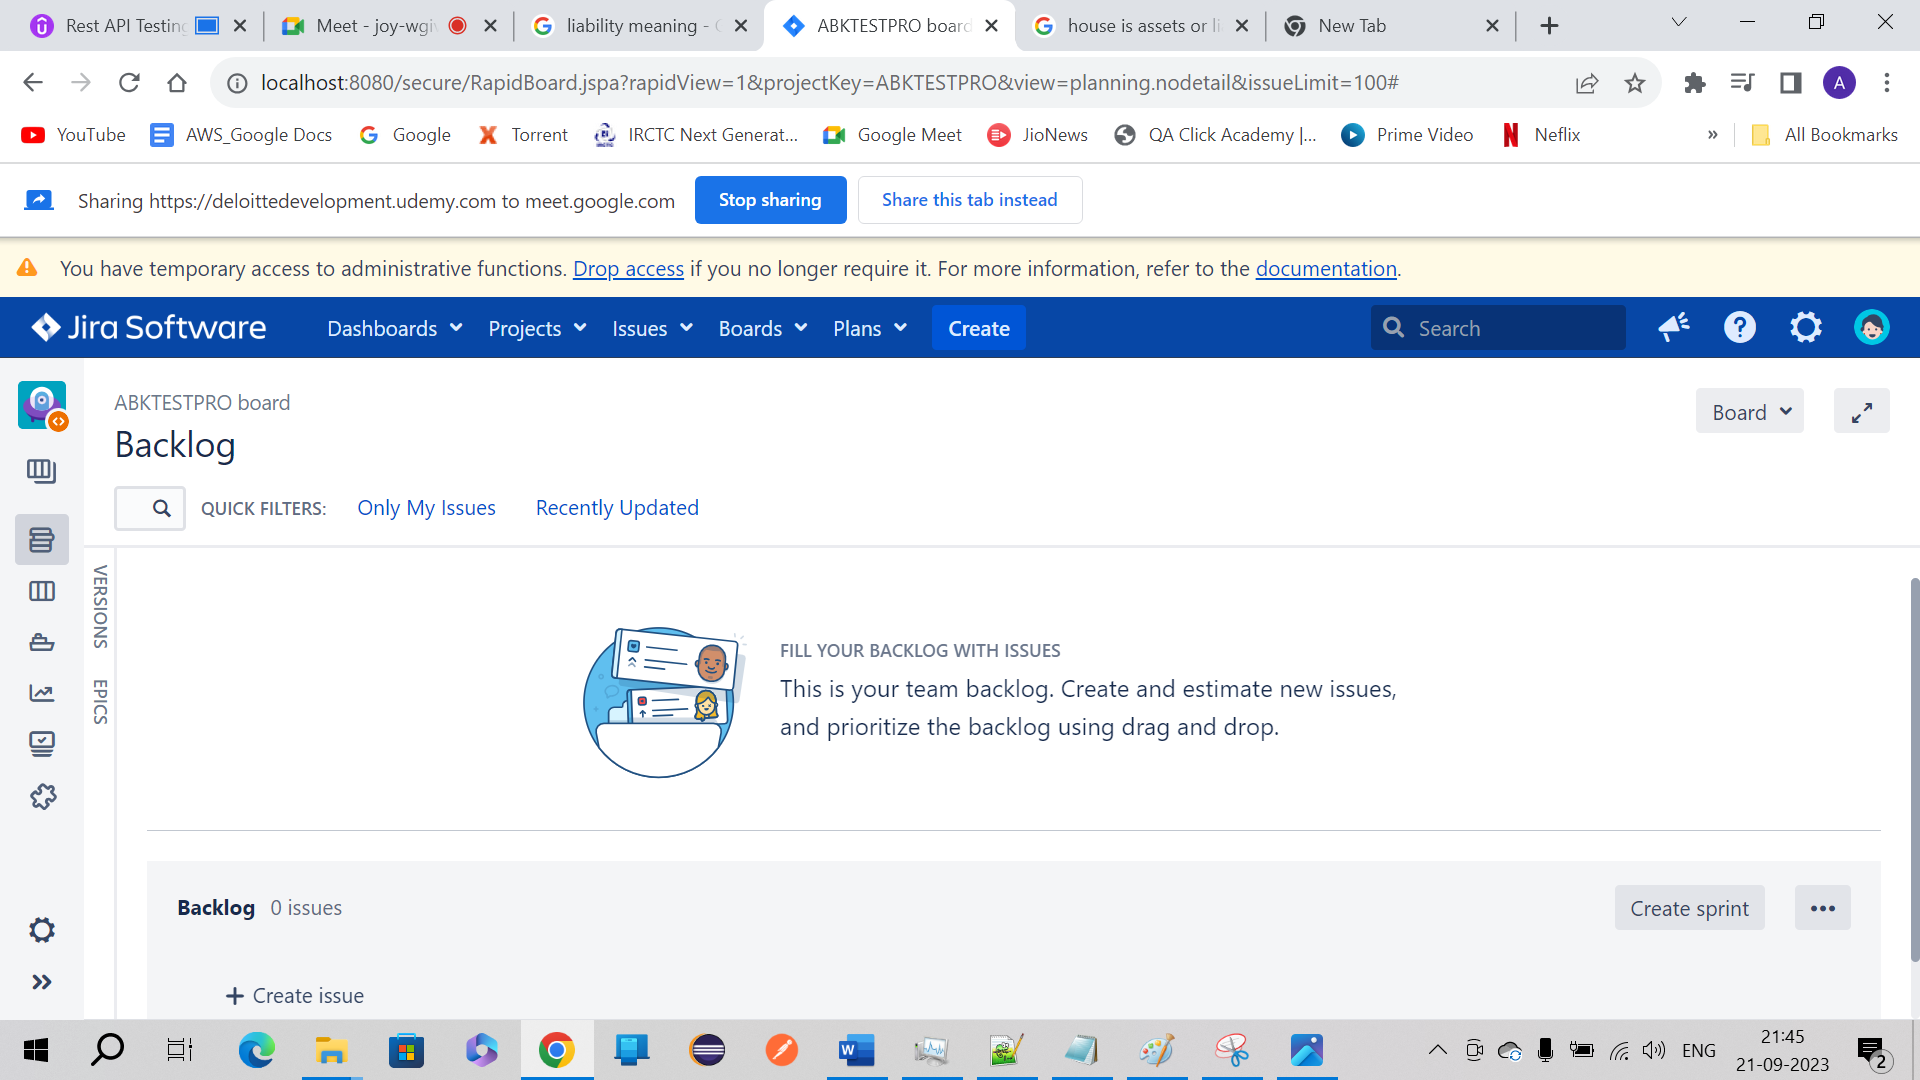 Rest API Testing
Meet - joy-wgiv
liability meaning - G
ABKTESTPRO board
house is assets or li
New Tab
localhost:8080/secure/RapidBoard.jspa?rapidView=1&projectKey=ABKTESTPRO&view=planning.nodetail&issueLimit=100#
A
YouTube
AWS_Google Docs
Google
Torrent
IRCTC Next Generat...
Google Meet
JioNews
QA Click Academy |...
Prime Video
Neflix
»
All Bookmarks
Sharing https://deloittedevelopment.udemy.com to meet.google.com
Stop sharing
Share this tab instead
You have temporary access to administrative functions. Drop access if you no longer require it. For more information, refer to the documentation.
Jira Software
Dashboards
Projects
Issues
Boards
Plans
Create
Search
ABKTESTPRO board
Board
Backlog
QUICK FILTERS:
Only My Issues
Recently Updated
VERSIONS
EPICS
FILL YOUR BACKLOG WITH ISSUES
This is your team backlog. Create and estimate new issues,
and prioritize the backlog using drag and drop.
Backlog 0 issues
Create sprint
+ Create issue
ENG
21:45
21-09-2023
2